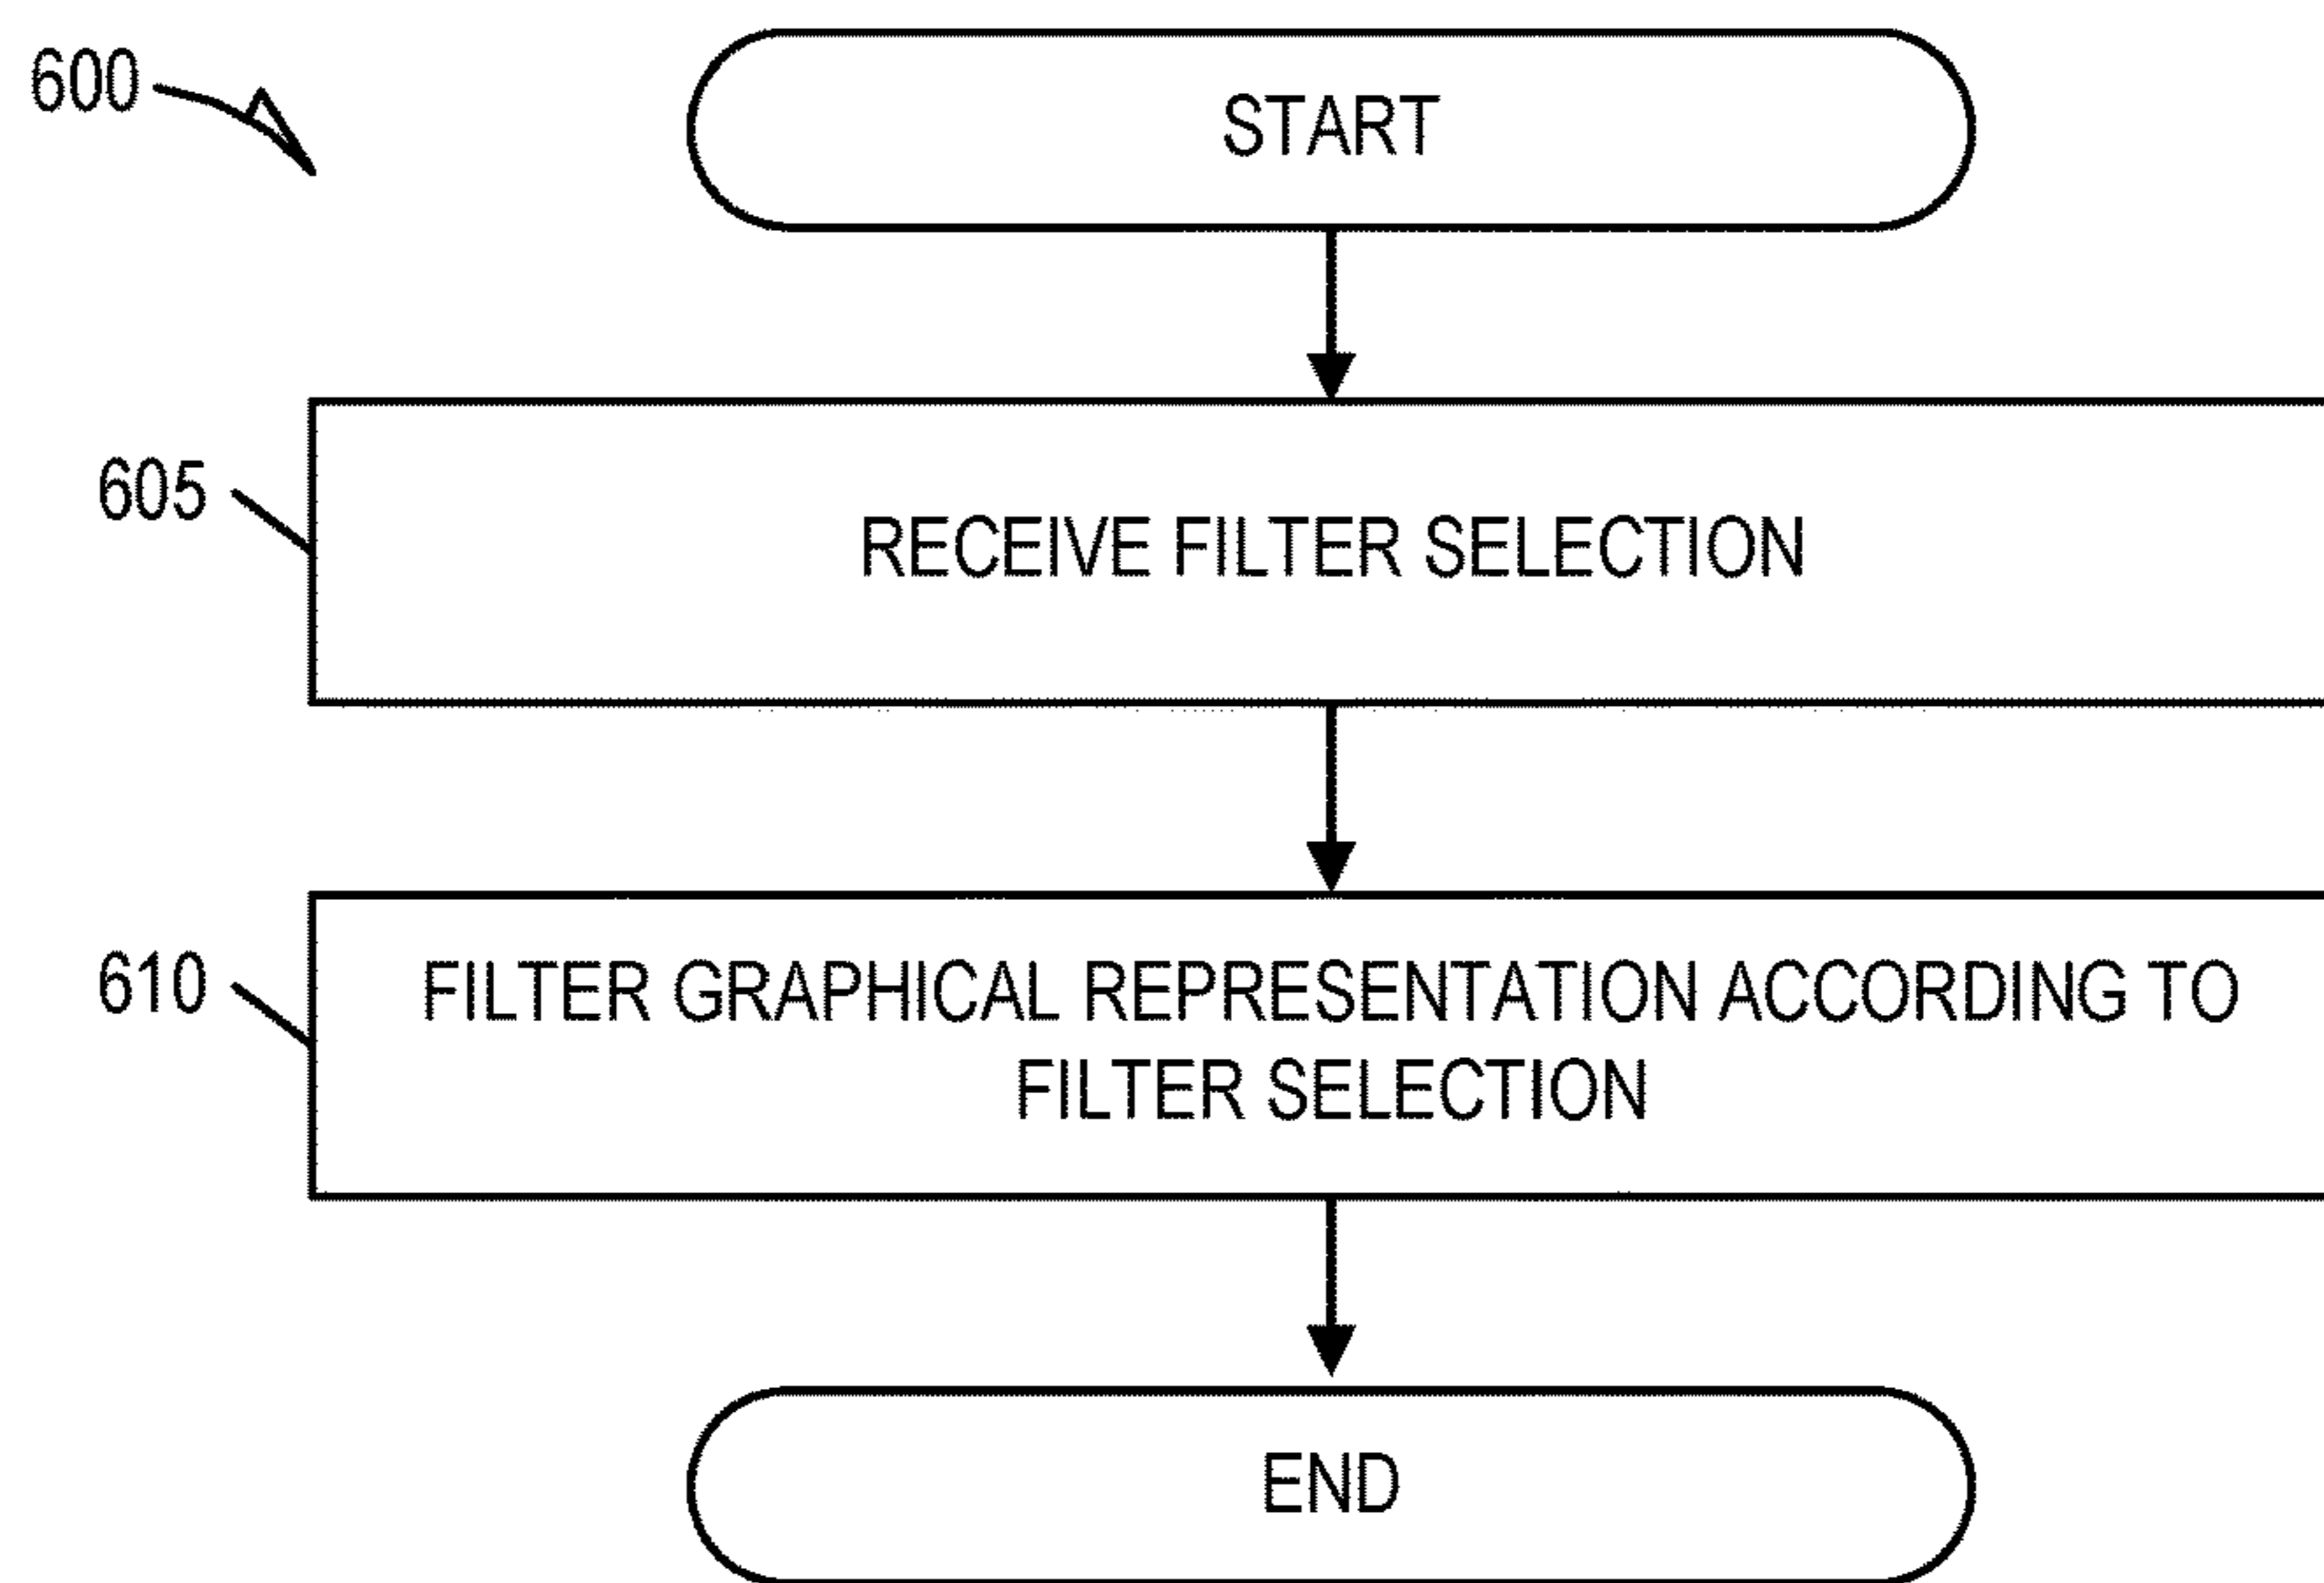 600
START
605
RECEIVE FILTER SELECTION
610
FILTER GRAPHICAL REPRESENTATION ACCORDING TO
FILTER SELECTION
END